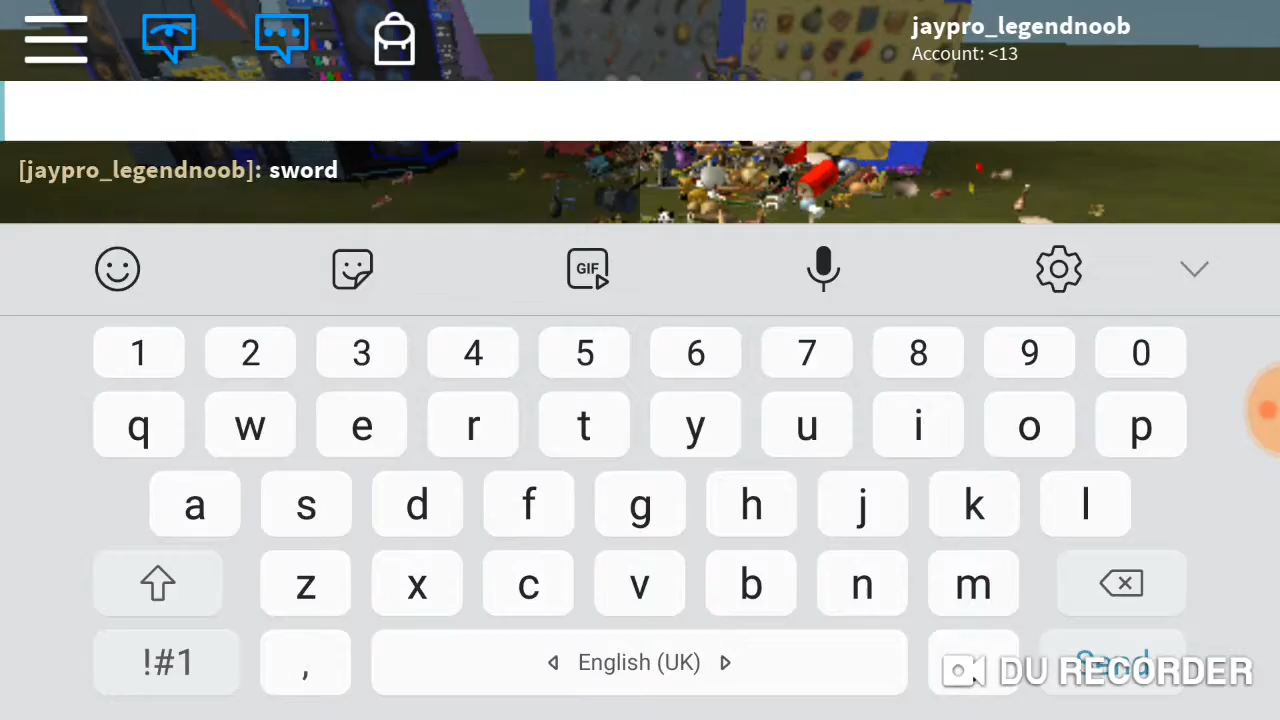 jaypro_legendnoob
Account: <13
[jaypro_legendnoob]: sword
GIF
1 2 3 4 5 6 7 8 9 0
q w e r t y u i o p
a s d f g h j k l
z x c v b n m
!#1 , English (UK) Send
DU RECORDER